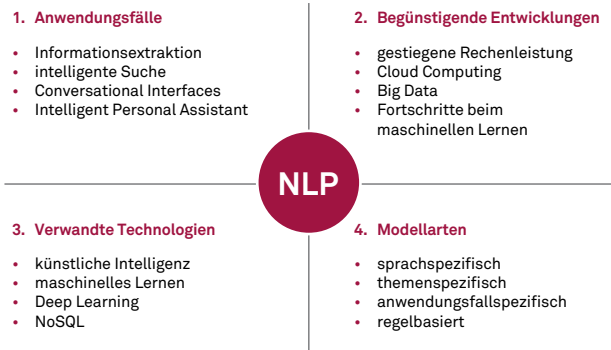 1. Anwendungsfälle
• Informationsextraktion
• intelligente Suche
• Conversational Interfaces
• Intelligent Personal Assistant
2. Begünstigende Entwicklungen
• gestiegene Rechenleistung
• Cloud Computing
• Big Data
• Fortschritte beim
maschinellen Lernen
NLP
3. Verwandte Technologien
• künstliche Intelligenz
• maschinelles Lernen
• Deep Learning
• NoSQL
4. Modellarten
• sprachspezifisch
• themenspezifisch
• anwendungsfallspezifisch
• regelbasiert